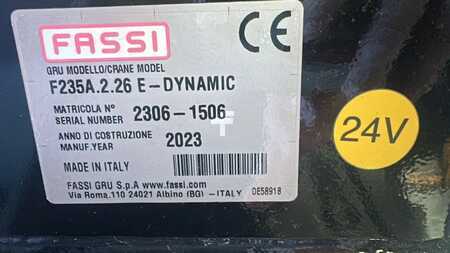 FASSI
CE
GRU MODELLO/CRANE MODEL
F235A.2.26 E-DYNAMIC
MATRICOLA N°
SERIAL NUMBER 2306-1506
ANNO DI COSTRUZIONE
MANUF.YEAR 2023
MADE IN ITALY
FASSI GRU S.p.A www.fassi.com
Via Roma,110 24021 Albino (BG) - ITALY DE58918
24V